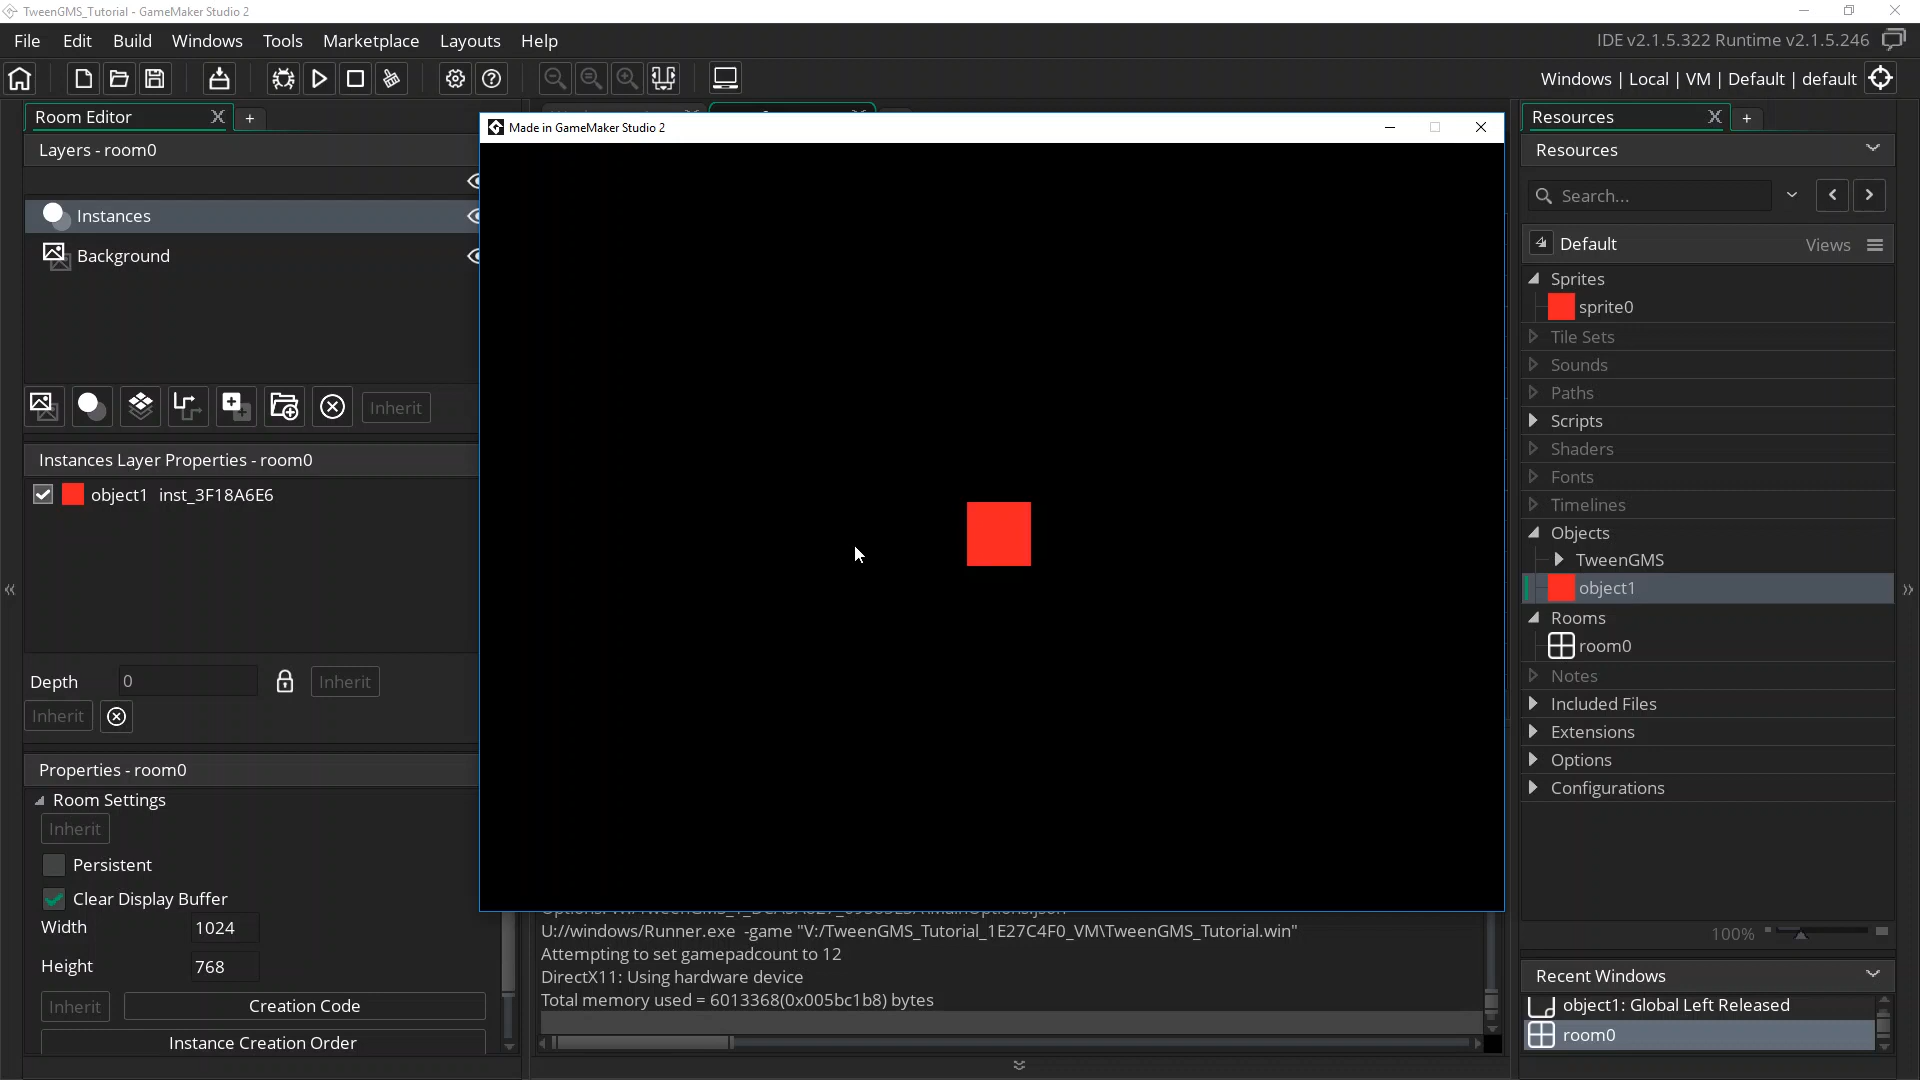 TweenGMS_Tutorial - GameMaker Studio 2
File Edit Build Windows Tools Marketplace Layouts Help
IDE v2.1.5.322 Runtime v2.1.5.246
Windows | Local | VM | Default | default
Room Editor
Layers - room0
Instances
Background
Inherit
Instances Layer Properties - room0
object1 inst_3F18A6E6
Depth 0 Inherit
Inherit
Properties - room0
Room Settings
Inherit
Persistent
Clear Display Buffer
Width 1024
Height 768
Inherit Creation Code
Instance Creation Order
Made in GameMaker Studio 2
U://windows/Runner.exe -game "V:/TweenGMS_Tutorial_1E27C4F0_VM\TweenGMS_Tutorial.win"
Attempting to set gamepadcount to 12
DirectX11: Using hardware device
Total memory used = 6013368(0x005bc1b8) bytes
Resources
Resources
Search...
Default Views
Sprites
sprite0
Tile Sets
Sounds
Paths
Scripts
Shaders
Fonts
Timelines
Objects
TweenGMS
object1
Rooms
room0
Notes
Included Files
Extensions
Options
Configurations
100%
Recent Windows
object1: Global Left Released
room0